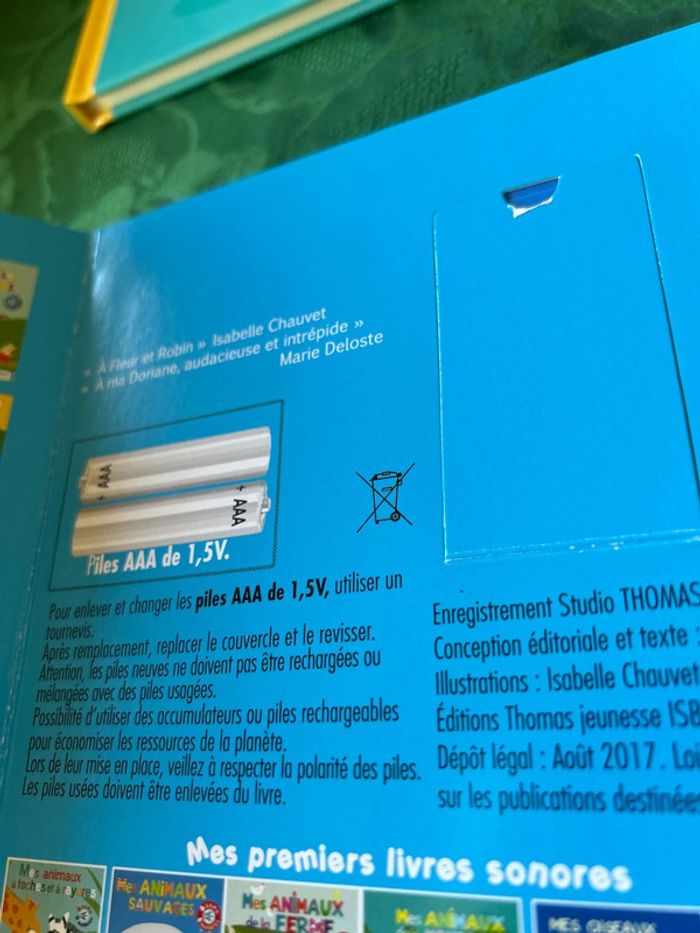 « À Fleur et Robin » Isabelle Chauvet
« À ma Doriane, audacieuse et intrépide »
Marie Deloste
+ AAA
+ AAA
Piles AAA de 1,5V.
Pour enlever et changer les piles AAA de 1,5V, utiliser un
tournevis.
Après remplacement, replacer le couvercle et le revisser.
Attention, les piles neuves ne doivent pas être rechargées ou
mélangées avec des piles usagées.
Possibilité d'utiliser des accumulateurs ou piles rechargeables
pour économiser les ressources de la planète.
Lors de leur mise en place, veillez à respecter la polarité des piles.
Les piles usées doivent être enlevées du livre.
Enregistrement Studio THOMAS
Conception éditoriale et texte :
Illustrations : Isabelle Chauvet
Éditions Thomas jeunesse ISB
Dépôt légal : Août 2017. Loi
sur les publications destinées
Mes premiers livres sonores
Mes animaux
à taches et à rayures
Mes ANIMAUX
SAUVAGES
Mes ANIMAUX
de la FERME
Mes ANIMAUX
MES OISEAUX